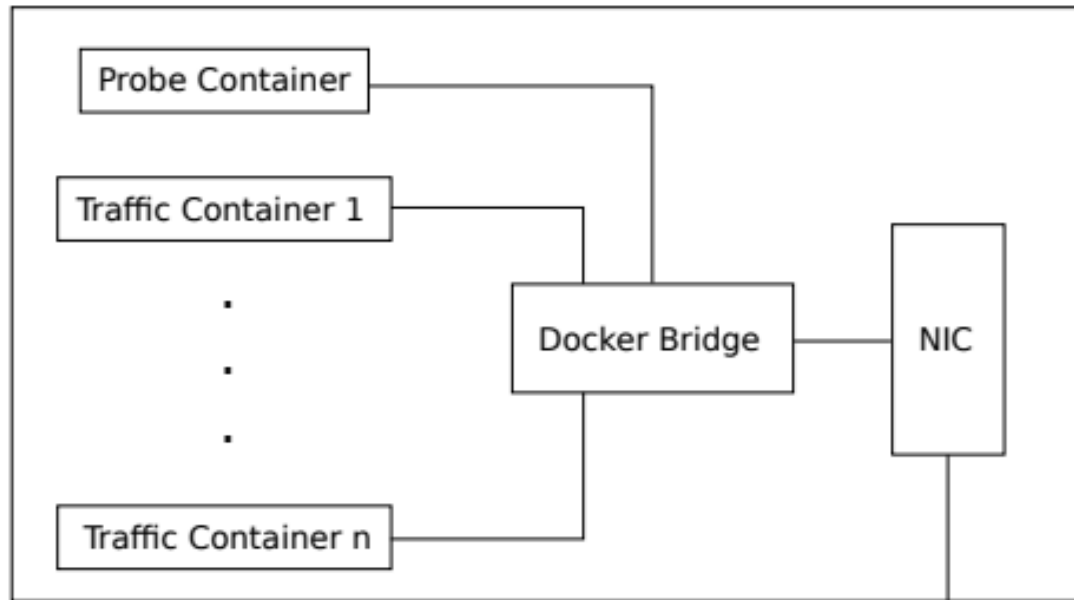 Probe Container
Traffic Container 1
Docker Bridge
NIC
Traffic Container n